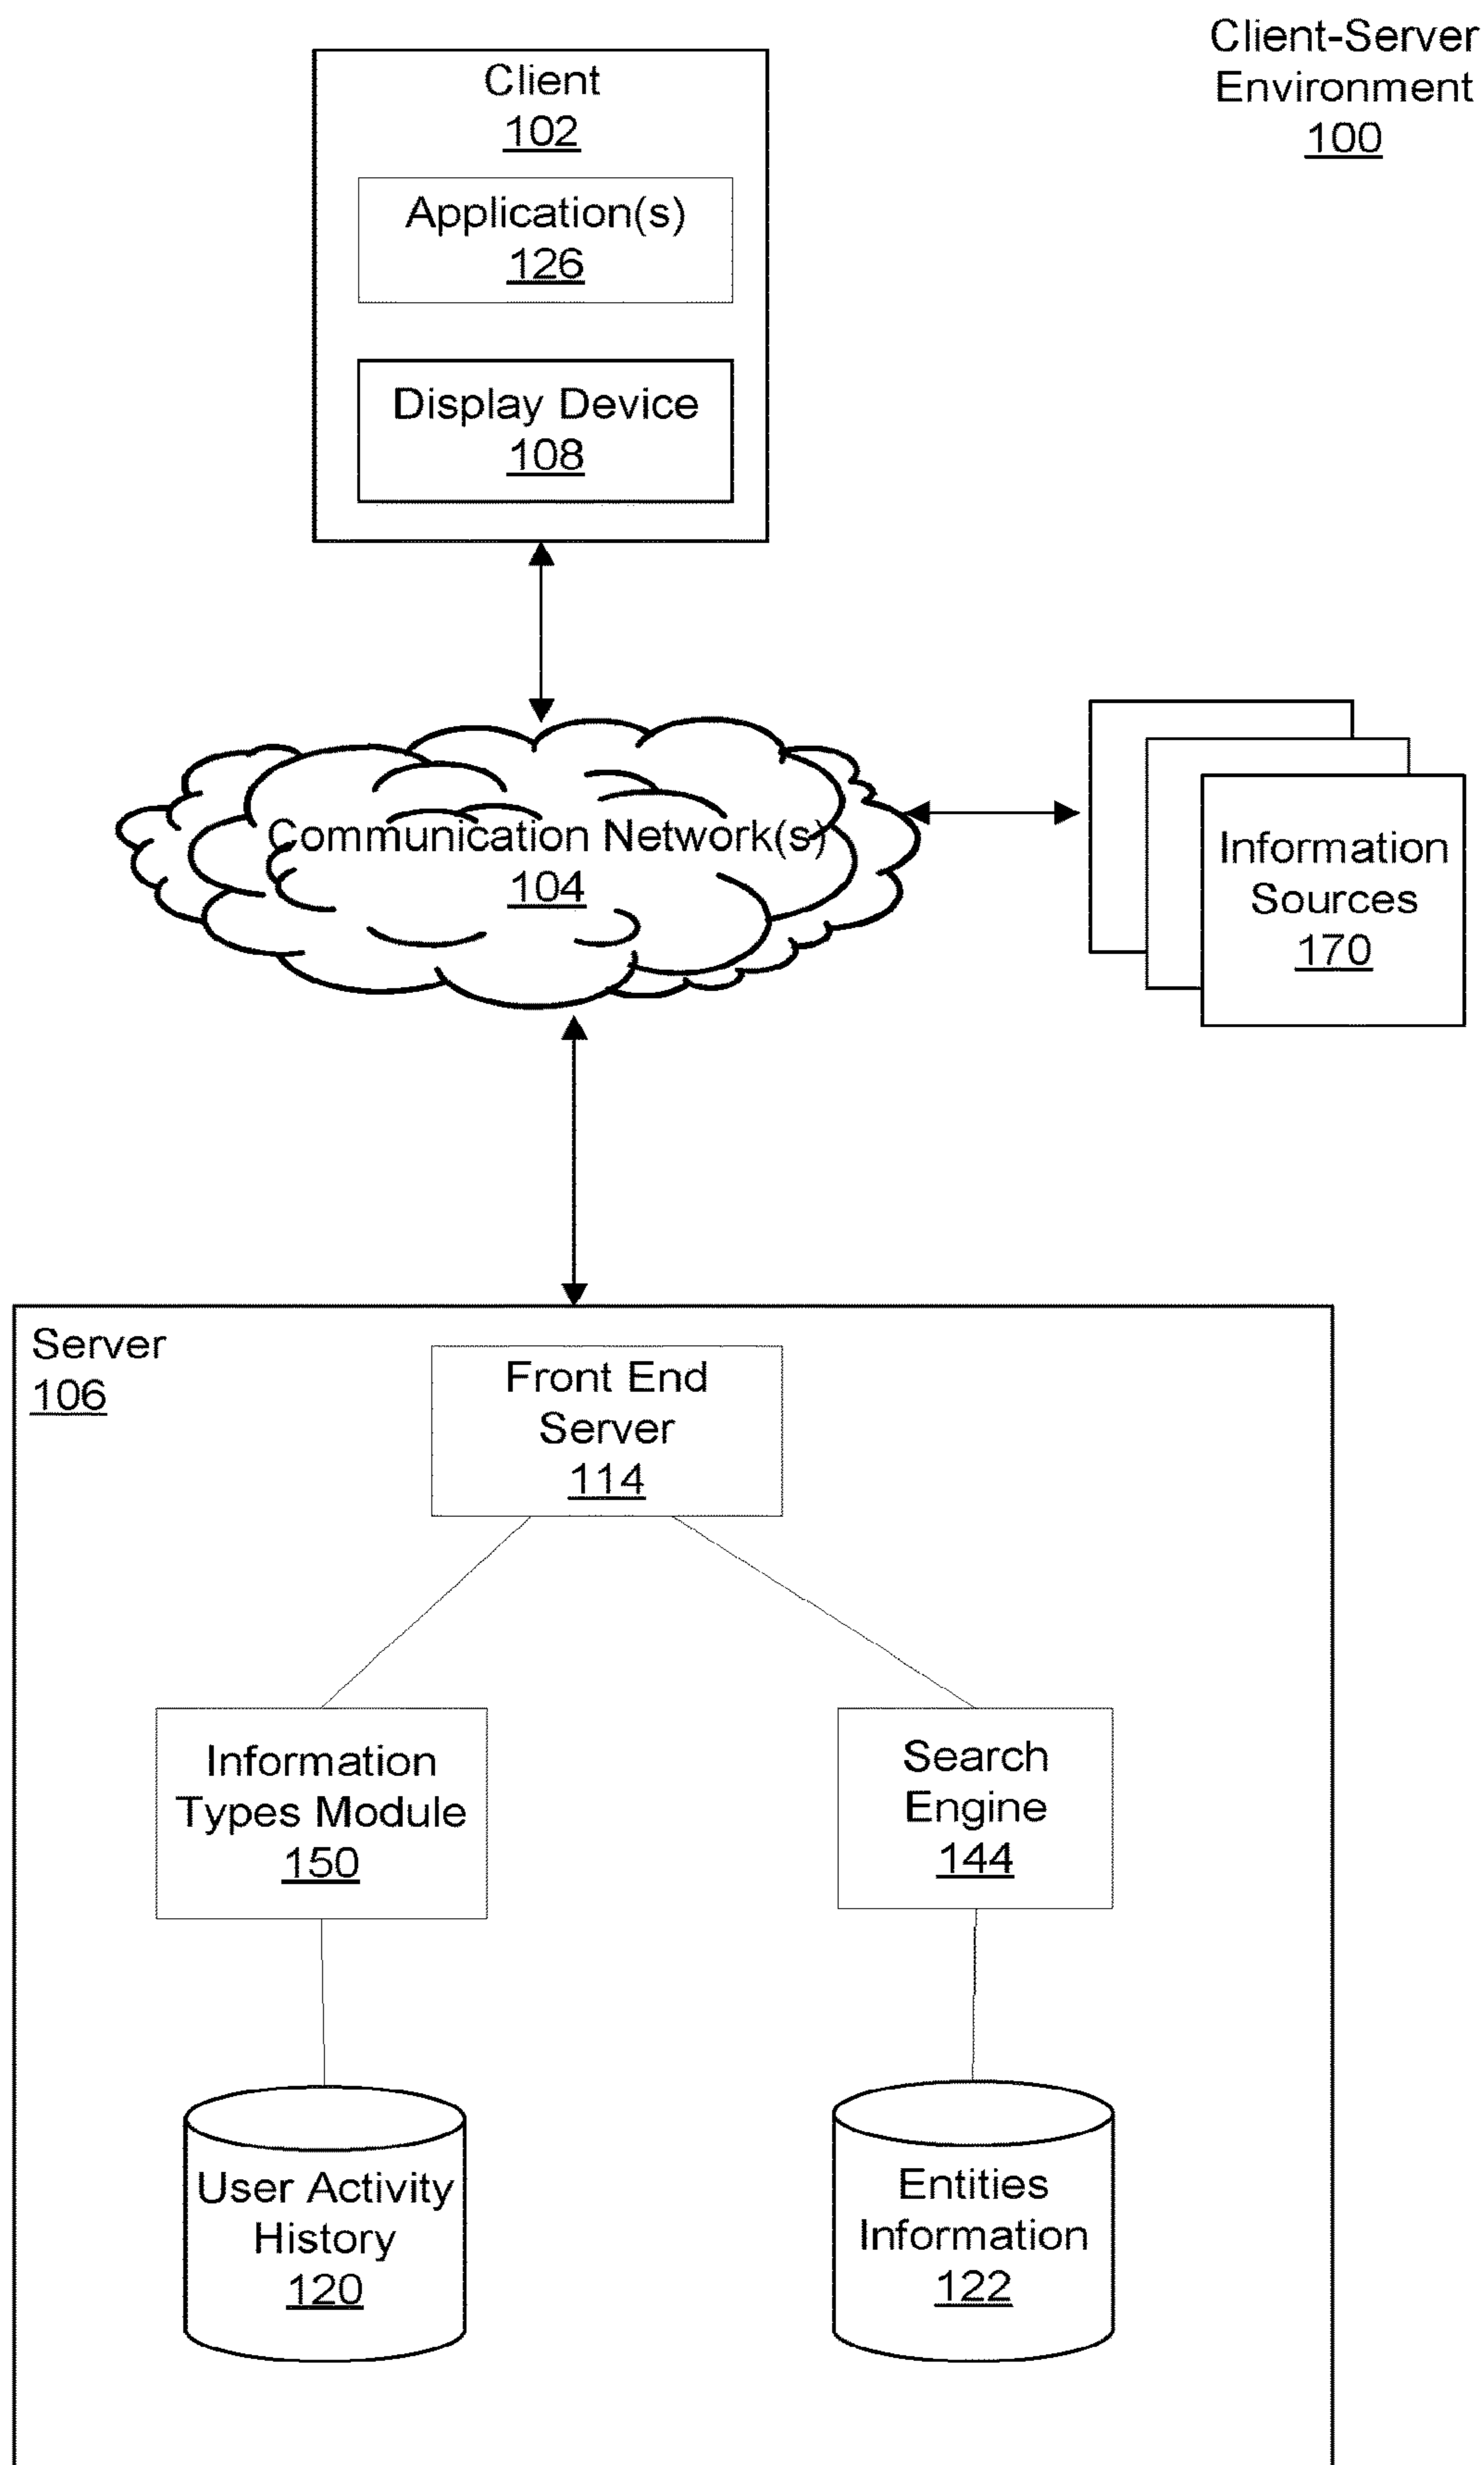 Client-Server
Environment
100
Client
102
Application(s)
126
Display Device
108
Communication Network(s)
104
Information
Sources
170
Server
106
Front End
Server
114
Information
Types Module
150
Search
Engine
144
User Activity
History
120
Entities
Information
122